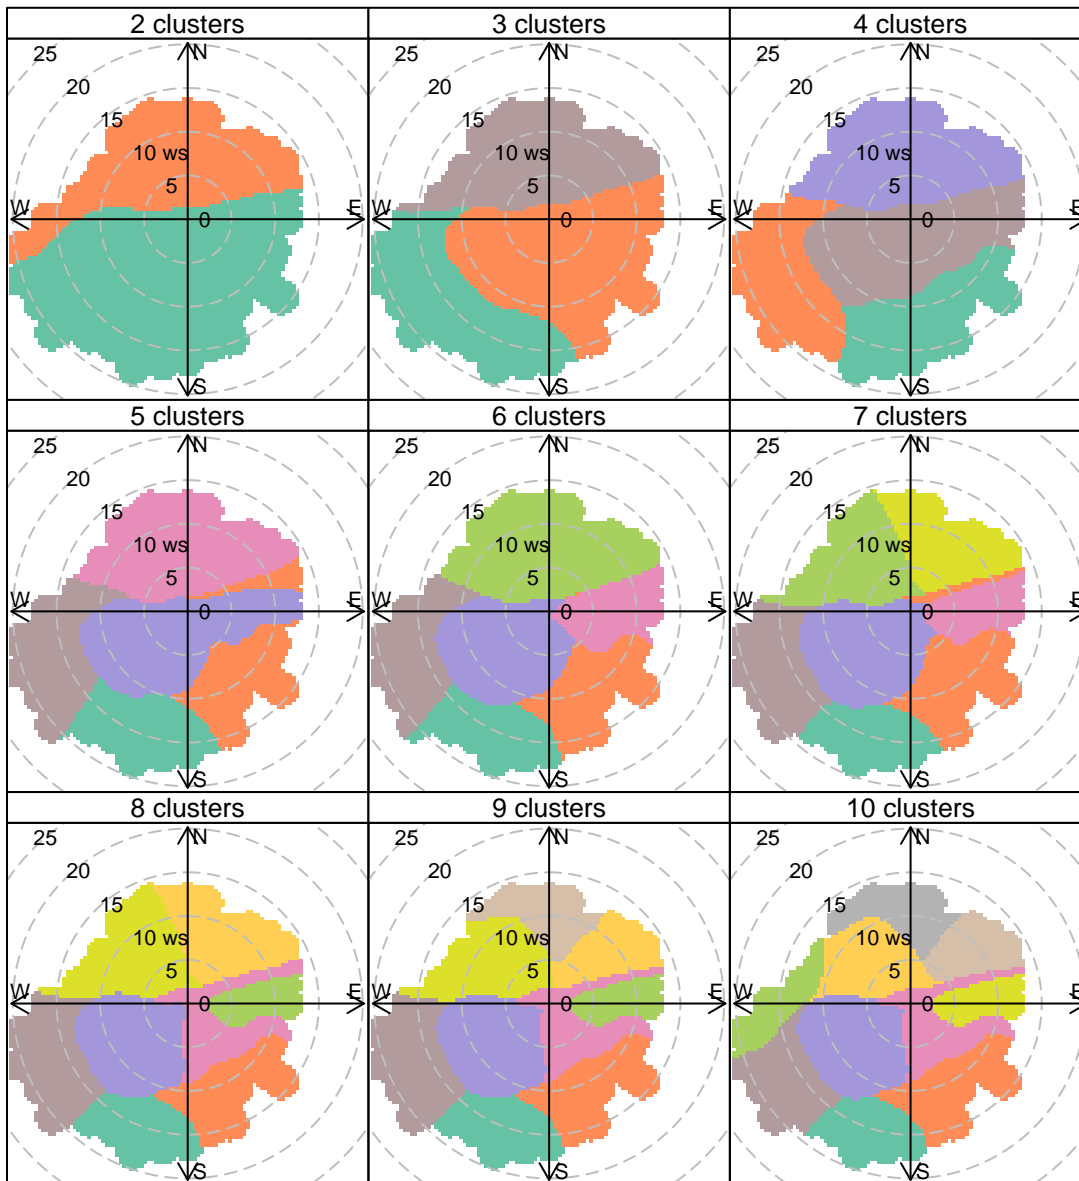 2 clusters
3 clusters
4 clusters
25 N
20
15
10 ws
5
W 0 E
S
25 N
20
15
10 ws
5
W 0 E
S
25 N
20
15
10 ws
5
W 0 E
S
5 clusters
6 clusters
7 clusters
25 N
20
15
10 ws
5
W 0 E
S
25 N
20
15
10 ws
5
W 0 E
S
25 N
20
15
10 ws
5
W 0 E
S
8 clusters
9 clusters
10 clusters
25 N
20
15
10 ws
5
W 0 E
S
25 N
20
15
10 ws
5
W 0 E
S
25 N
20
15
10 ws
5
W 0 E
S